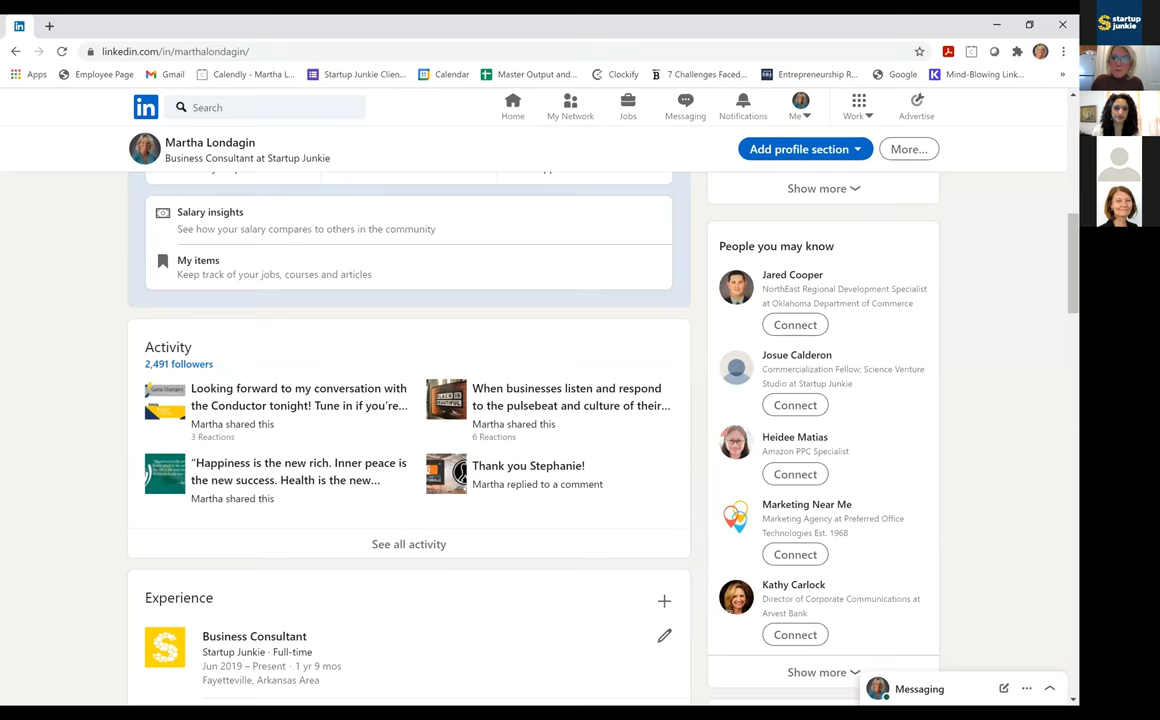 linkedin.com/in/marthalondagin/
Apps
Employee Page
Gmail
Calendly - Martha L...
Startup Junkie Clien...
Calendar
Master Output and...
Clockify
7 Challenges Faced...
Entrepreneurship R...
Google
Mind-Blowing Link...
startup
junkie
Search
Home
My Network
Jobs
Messaging
Notifications
Me
Work
Advertise
Martha Londagin
Business Consultant at Startup Junkie
Add profile section
More...
Salary insights
See how your salary compares to others in the community
My items
Keep track of your jobs, courses and articles
Activity
2,491 followers
Looking forward to my conversation with
the Conductor tonight! Tune in if you're...
Martha shared this
3 Reactions
When businesses listen and respond
to the pulsebeat and culture of their...
Martha shared this
6 Reactions
"Happiness is the new rich. Inner peace is
the new success. Health is the new...
Martha shared this
Thank you Stephanie!
Martha replied to a comment
See all activity
Experience
Business Consultant
Startup Junkie · Full-time
Jun 2019 – Present · 1 yr 9 mos
Fayetteville, Arkansas Area
Show more
People you may know
Jared Cooper
NorthEast Regional Development Specialist
at Oklahoma Department of Commerce
Connect
Josue Calderon
Commercialization Fellow; Science Venture
Studio at Startup Junkie
Connect
Heidee Matias
Amazon PPC Specialist
Connect
Marketing Near Me
Marketing Agency at Preferred Office
Technologies Est. 1968
Connect
Kathy Carlock
Director of Corporate Communications at
Arvest Bank
Connect
Show more
Messaging